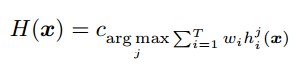 H(𝒙) = c_{arg max_j ∑_{i=1}^{T} w_i h_i^j(𝒙)}